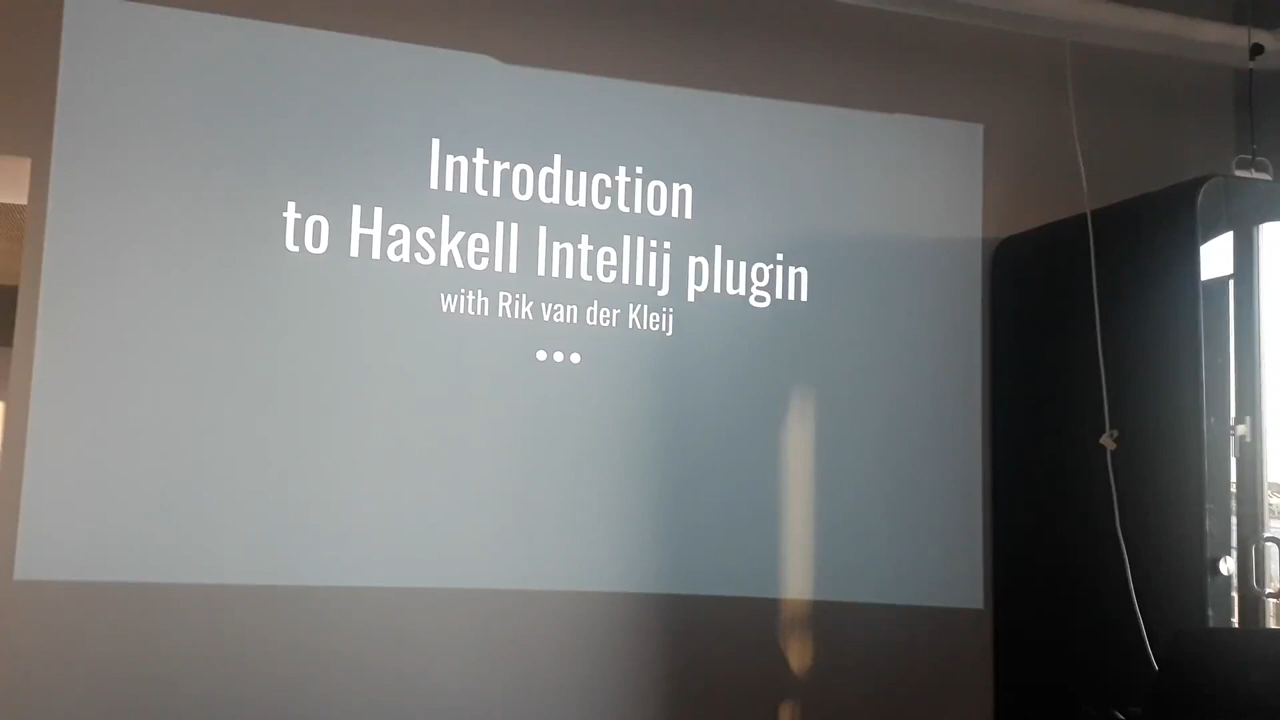 Introduction
to Haskell Intellij plugin
with Rik van der Kleij